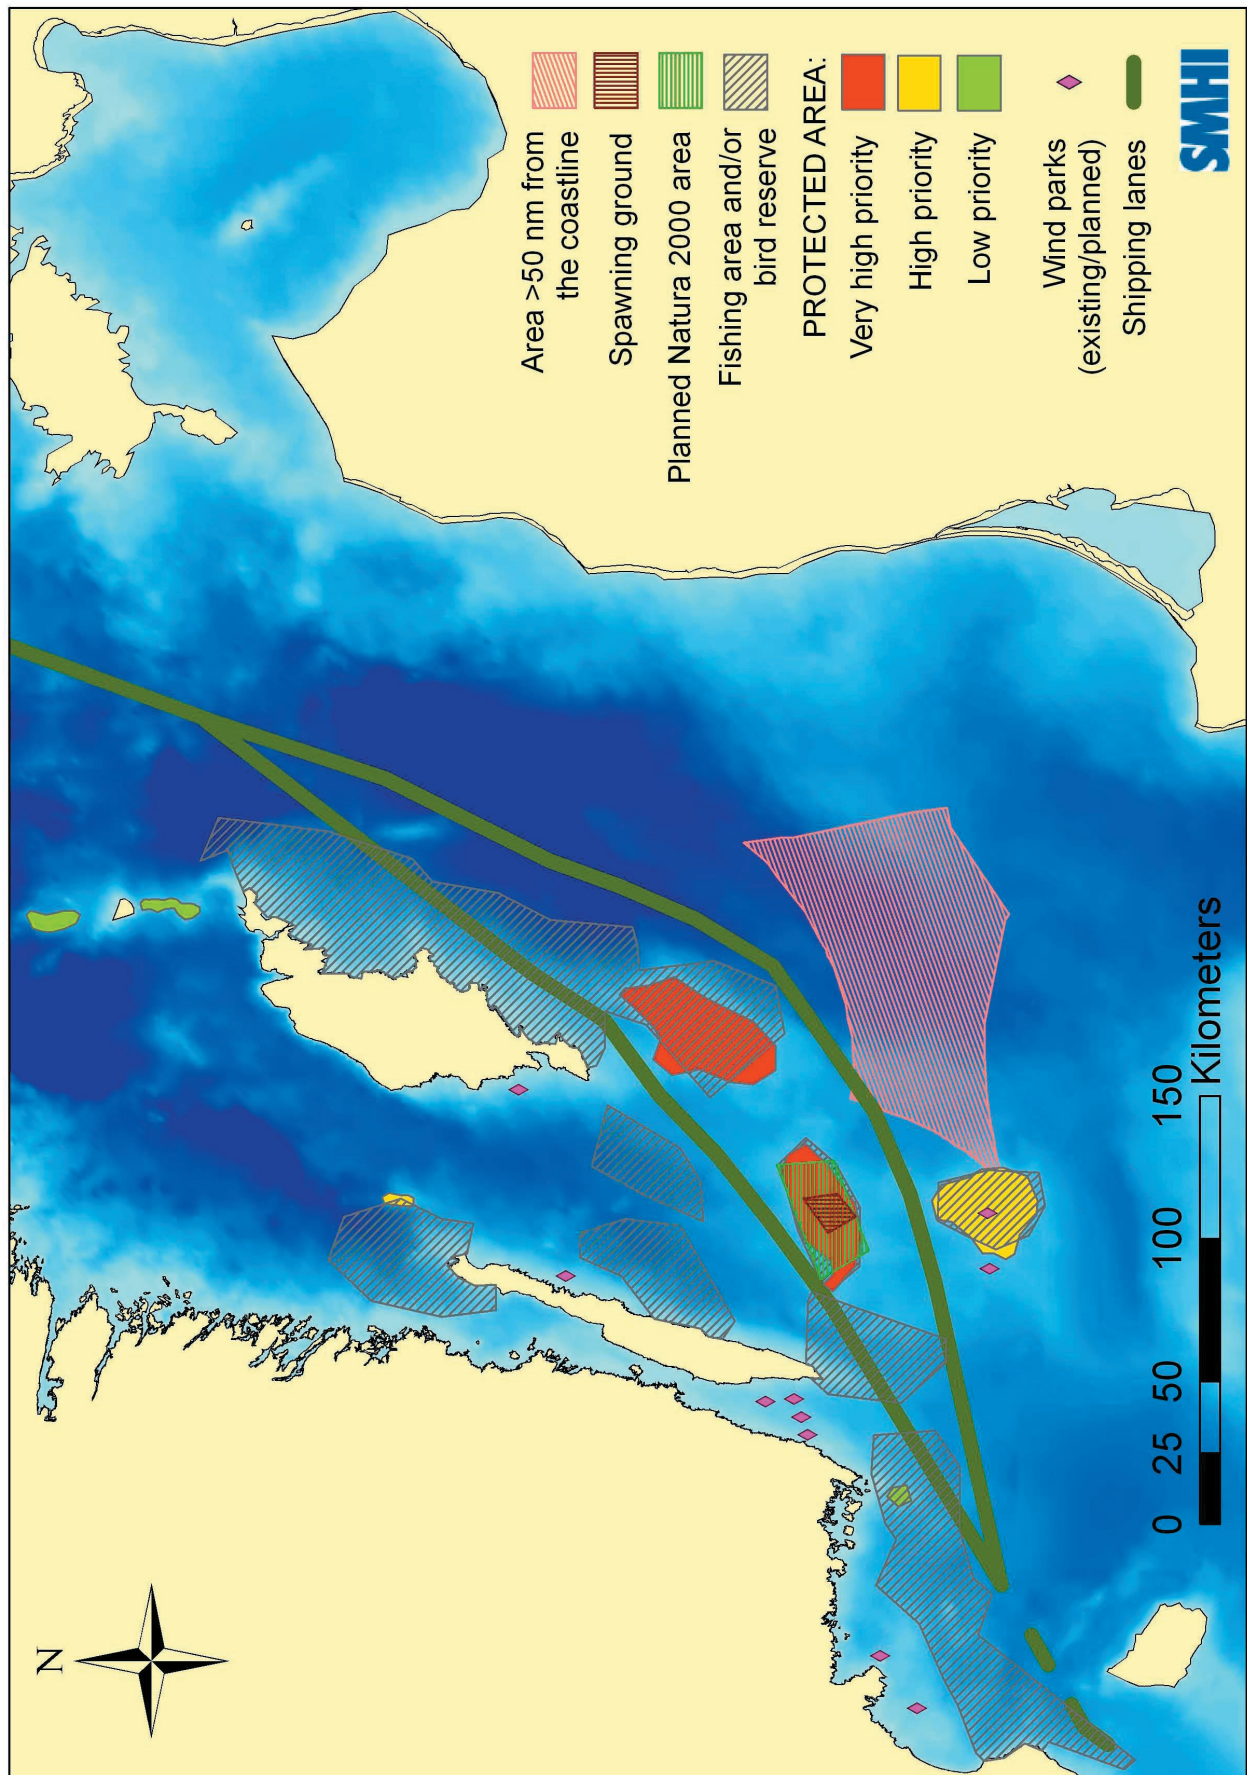 N
Area >50 nm from
the coastline
Spawning ground
Planned Natura 2000 area
Fishing area and/or
bird reserve
PROTECTED AREA:
Very high priority
High priority
Low priority
Wind parks
(existing/planned)
Shipping lanes
SMHI
0 25 50 100 150
Kilometers